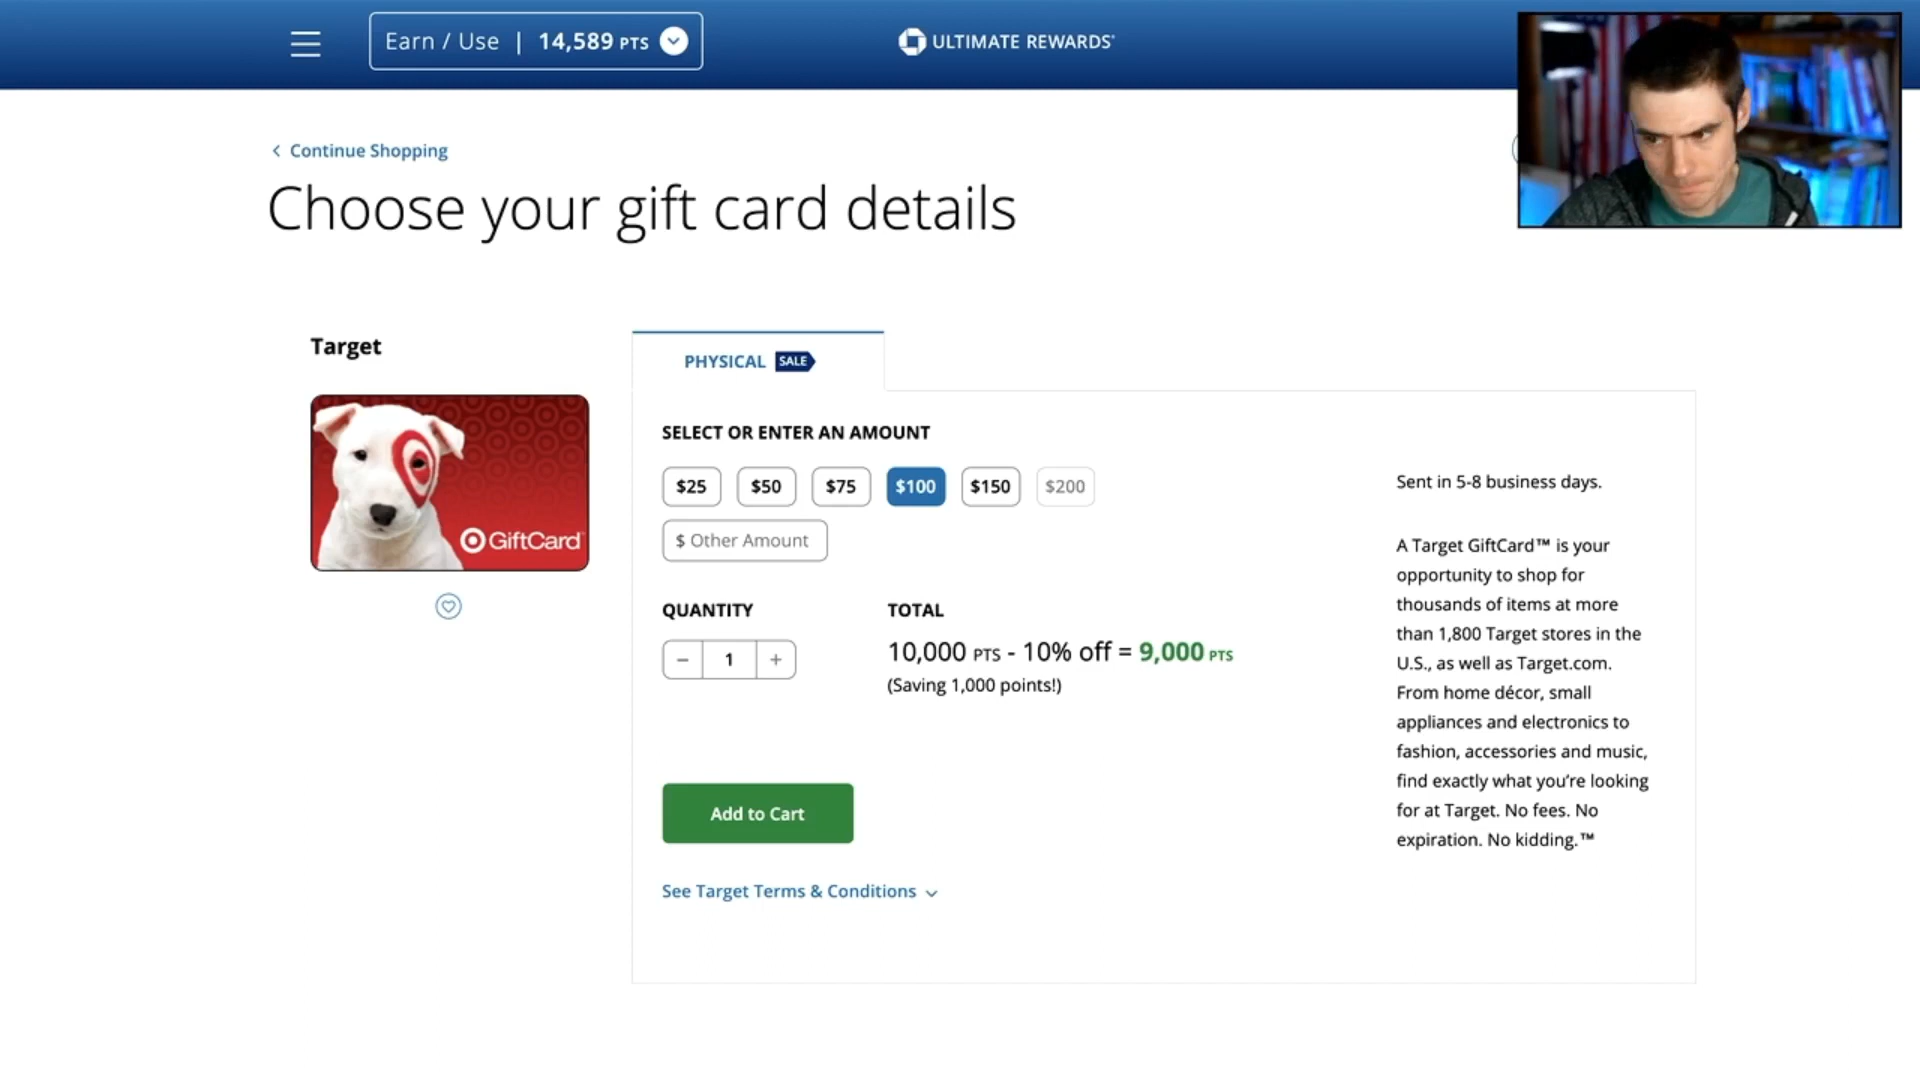 Earn / Use | 14,589 PTS
ULTIMATE REWARDS®
Continue Shopping
Choose your gift card details
Target
GiftCard
PHYSICAL SALE
SELECT OR ENTER AN AMOUNT
$25 $50 $75 $100 $150 $200
$ Other Amount
QUANTITY
− 1 +
TOTAL
10,000 PTS - 10% off = 9,000 PTS
(Saving 1,000 points!)
Add to Cart
See Target Terms & Conditions
Sent in 5-8 business days.
A Target GiftCard™ is your
opportunity to shop for
thousands of items at more
than 1,800 Target stores in the
U.S., as well as Target.com.
From home décor, small
appliances and electronics to
fashion, accessories and music,
find exactly what you’re looking
for at Target. No fees. No
expiration. No kidding.™